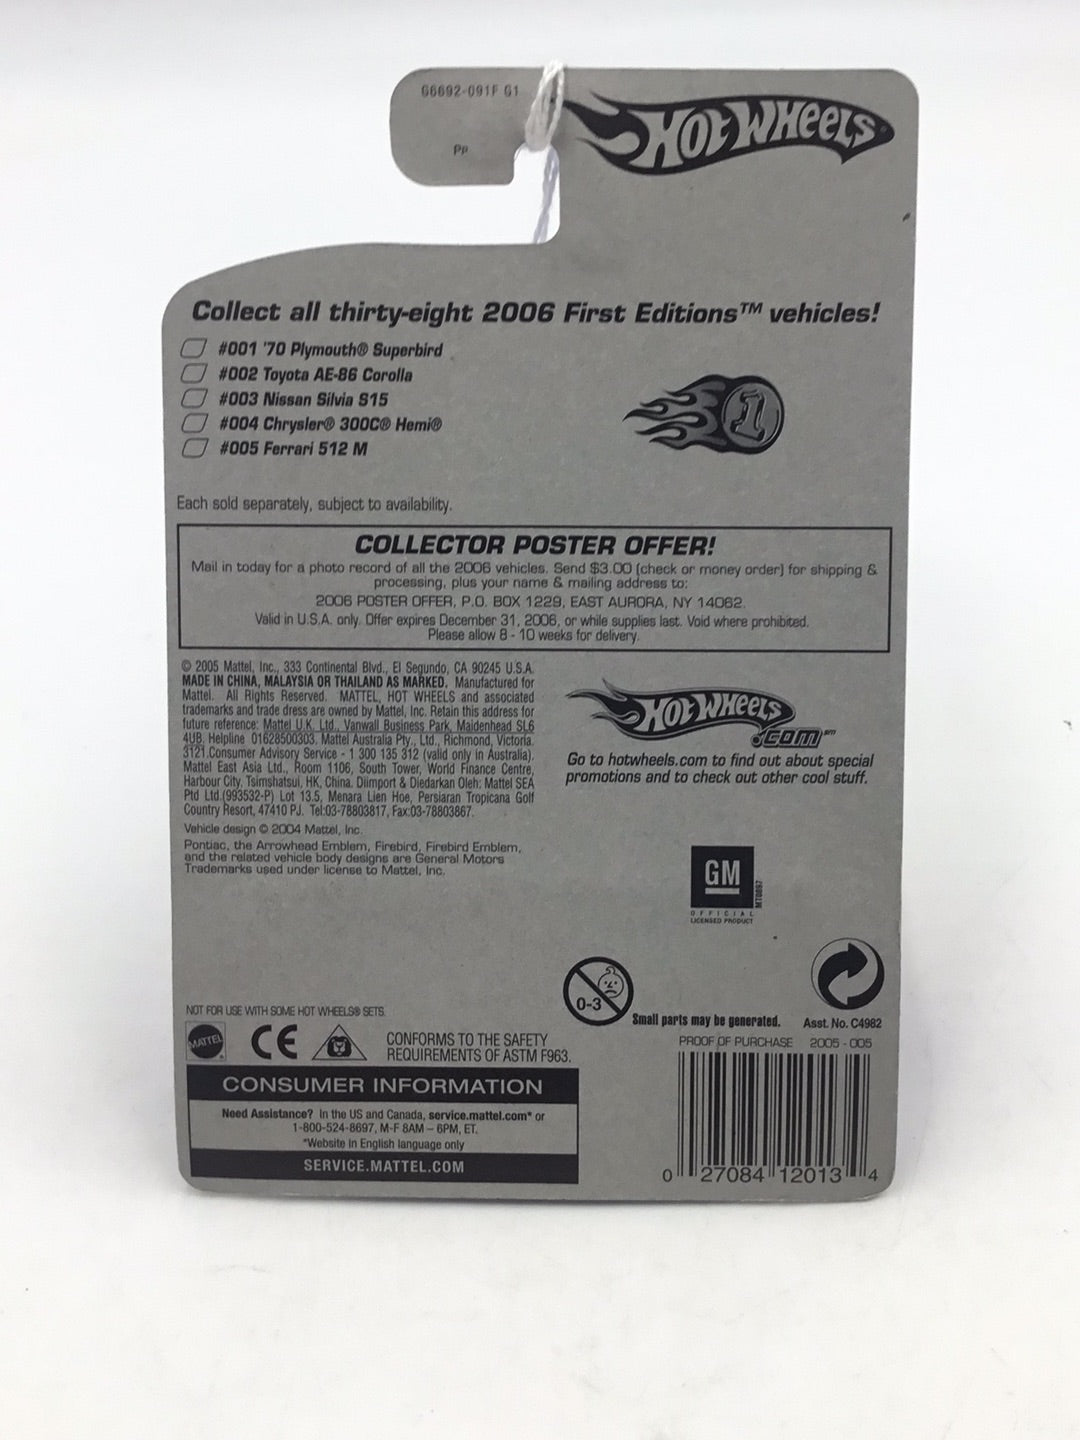 G6692-091F G1
PP
HOT WHEELS
Collect all thirty-eight 2006 First Editions™ vehicles!
#001 '70 Plymouth® Superbird
#002 Toyota AE-86 Corolla
#003 Nissan Silvia S15
#004 Chrysler® 300C® Hemi®
#005 Ferrari 512 M
1
Each sold separately, subject to availability.
COLLECTOR POSTER OFFER!
Mail in today for a photo record of all the 2006 vehicles. Send $3.00 (check or money order) for shipping &
processing, plus your name & mailing address to:
2006 POSTER OFFER, P.O. BOX 1229, EAST AURORA, NY 14062.
Valid in U.S.A. only. Offer expires December 31, 2006, or while supplies last. Void where prohibited.
Please allow 8 - 10 weeks for delivery.
© 2005 Mattel, Inc., 333 Continental Blvd., El Segundo, CA 90245 U.S.A.
MADE IN CHINA, MALAYSIA OR THAILAND AS MARKED. Manufactured for
Mattel. All Rights Reserved. MATTEL, HOT WHEELS and associated
trademarks and trade dress are owned by Mattel, Inc. Retain this address for
future reference: Mattel U.K. Ltd., Vanwall Business Park, Maidenhead SL6
4UB. Helpline 01628500303. Mattel Australia Pty., Ltd., Richmond, Victoria.
3121.Consumer Advisory Service - 1 300 135 312 (valid only in Australia).
Mattel East Asia Ltd., Room 1106, South Tower, World Finance Centre,
Harbour City, Tsimshatsui, HK, China. Diimport & Diedarkan Oleh: Mattel SEA
Ptd Ltd.(993532-P) Lot 13.5, Menara Lien Hoe, Persiaran Tropicana Golf
Country Resort, 47410 PJ. Tel:03-78803817, Fax:03-78803867.
Vehicle design © 2004 Mattel, Inc.
Pontiac, the Arrowhead Emblem, Firebird, Firebird Emblem,
and the related vehicle body designs are General Motors
Trademarks used under license to Mattel, Inc.
HOT WHEELS
.COM℠
Go to hotwheels.com to find out about special
promotions and to check out other cool stuff.
GM
MT0897
OFFICIAL
LICENSED PRODUCT
0-3
Small parts may be generated.
Asst. No. C4982
NOT FOR USE WITH SOME HOT WHEELS® SETS.
MATTEL
CE
CONFORMS TO THE SAFETY
REQUIREMENTS OF ASTM F963.
CONSUMER INFORMATION
Need Assistance? In the US and Canada, service.mattel.com* or
1-800-524-8697, M-F 8AM – 6PM, ET.
*Website in English language only
SERVICE.MATTEL.COM
PROOF OF PURCHASE 2005 - 005
0 27084 12013 4